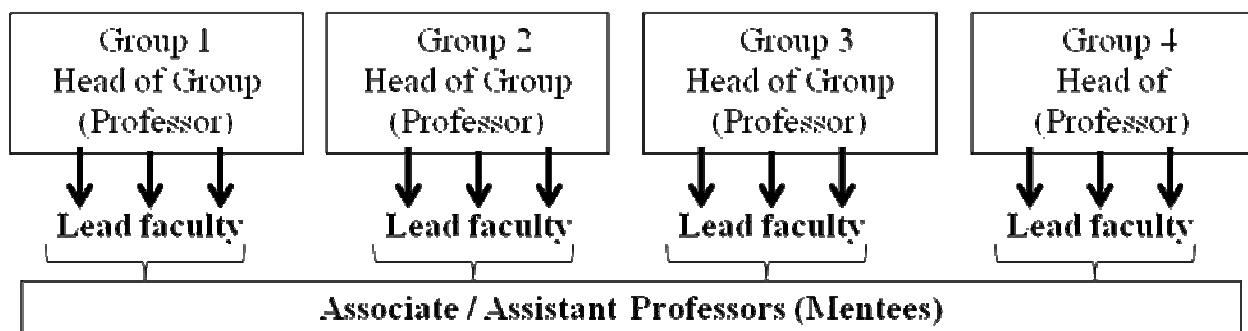 Group 1
Head of Group
(Professor)
Group 2
Head of Group
(Professor)
Group 3
Head of Group
(Professor)
Group 4
Head of
(Professor)
Lead faculty
Lead faculty
Lead faculty
Lead faculty
Associate / Assistant Professors (Mentees)